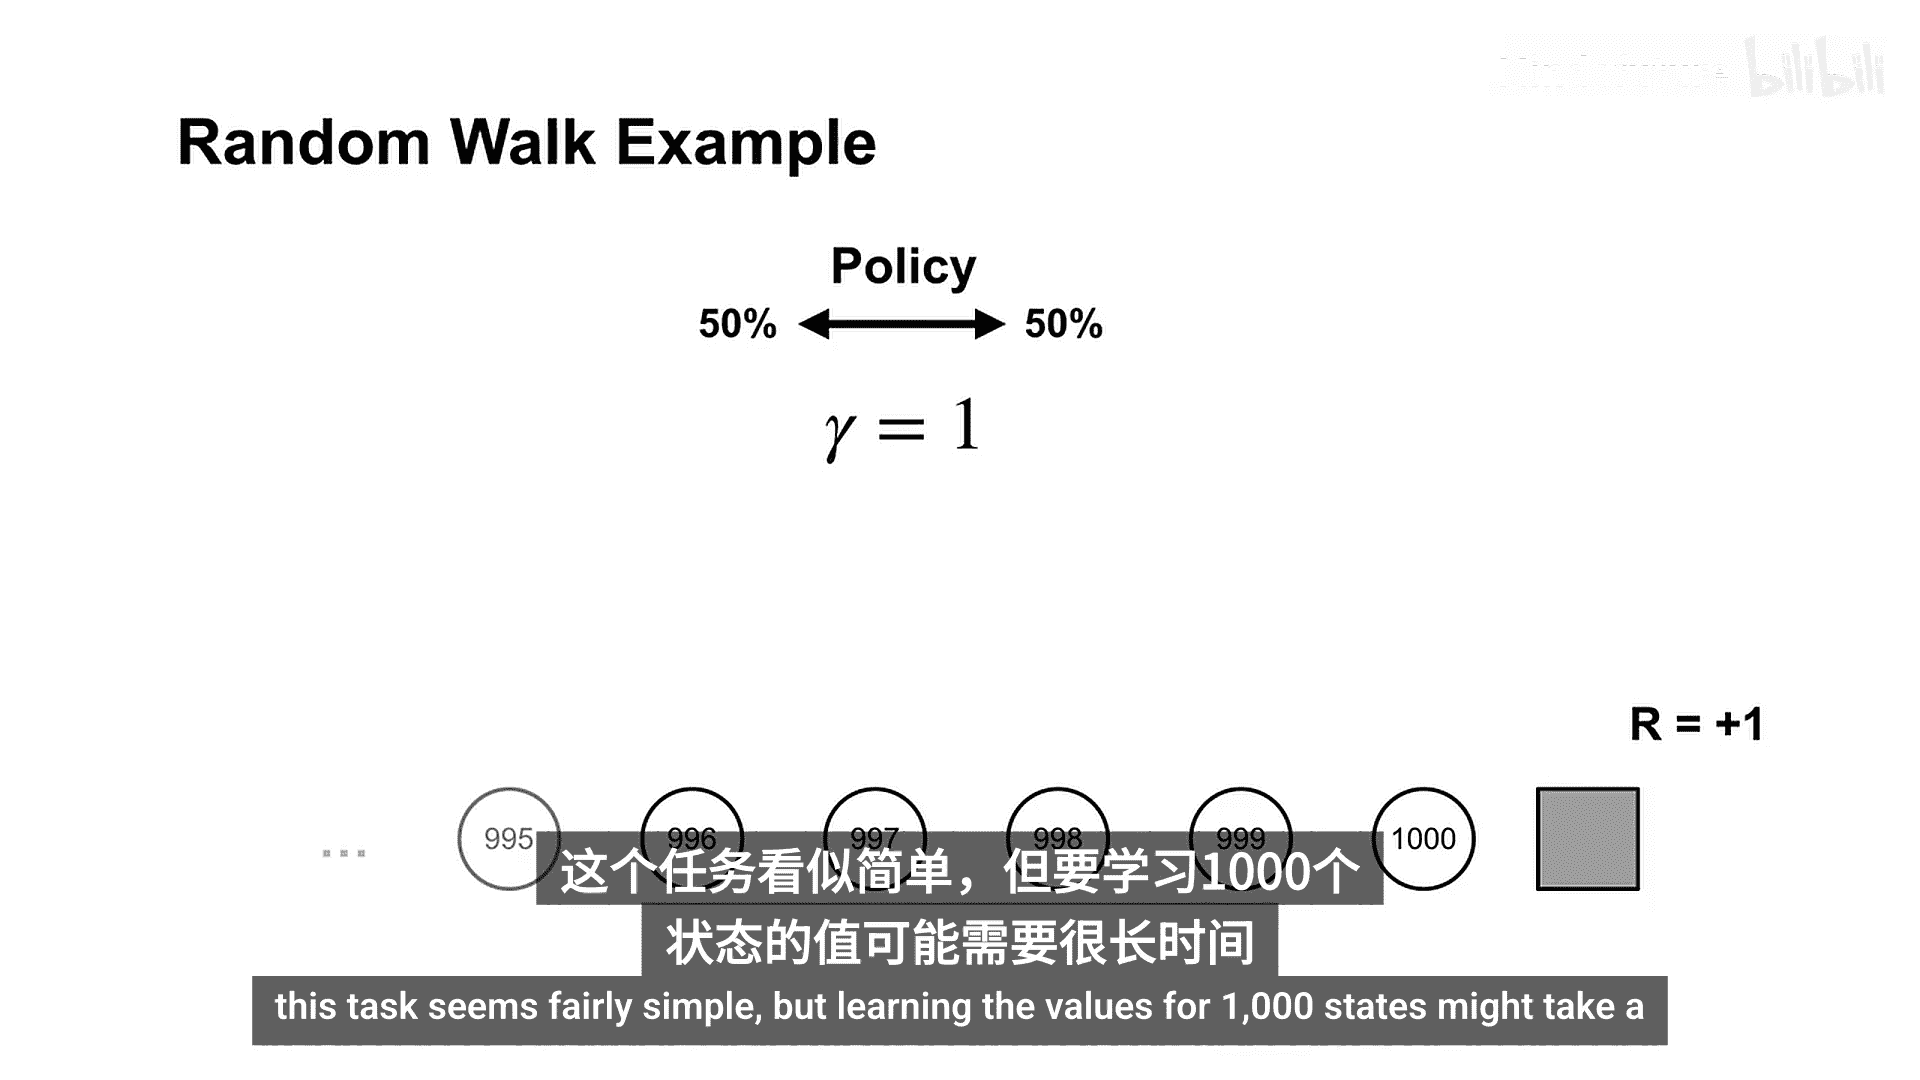 bilibili
Random Walk Example
Policy
50% 50%
γ = 1
R = +1
... 995 996 997 998 999 1000
这个任务看似简单，但要学习1000个
状态的值可能需要很长时间
this task seems fairly simple, but learning the values for 1,000 states might take a